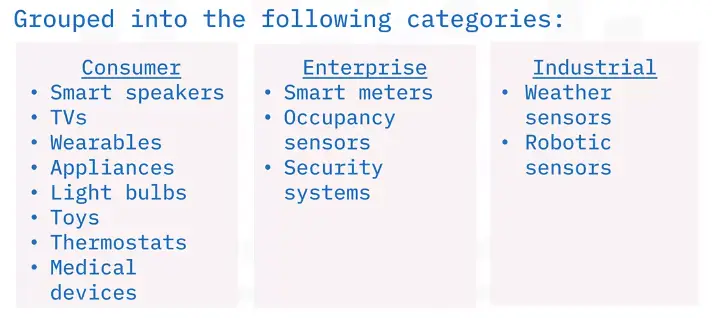 Grouped into the following categories:
Consumer
• Smart speakers
• TVs
• Wearables
• Appliances
• Light bulbs
• Toys
• Thermostats
• Medical
devices
Enterprise
• Smart meters
• Occupancy
sensors
• Security
systems
Industrial
• Weather
sensors
• Robotic
sensors